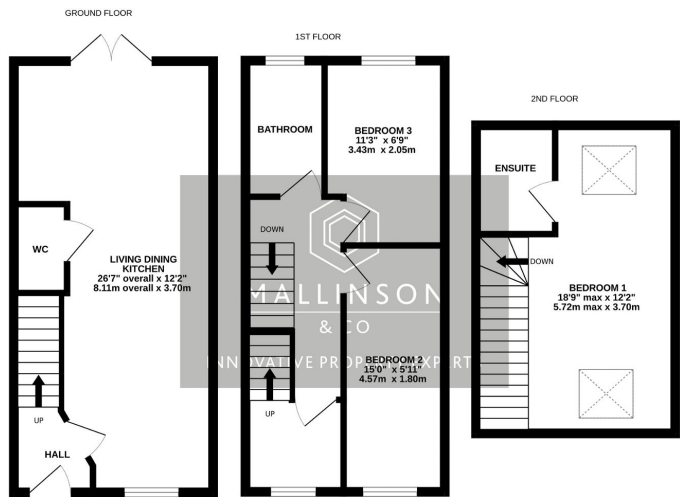 GROUND FLOOR
WC
LIVING DINING
KITCHEN
26'7" overall x 12'2"
8.11m overall x 3.70m
UP
HALL
1ST FLOOR
BATHROOM
BEDROOM 3
11'3" x 6'9"
3.43m x 2.05m
DOWN
MALLINSON
& CO
INNOVATIVE PROPERTY EXPERTS
BEDROOM 2
15'0" x 5'11"
4.57m x 1.80m
UP
2ND FLOOR
ENSUITE
DOWN
BEDROOM 1
18'9" max x 12'2"
5.72m max x 3.70m